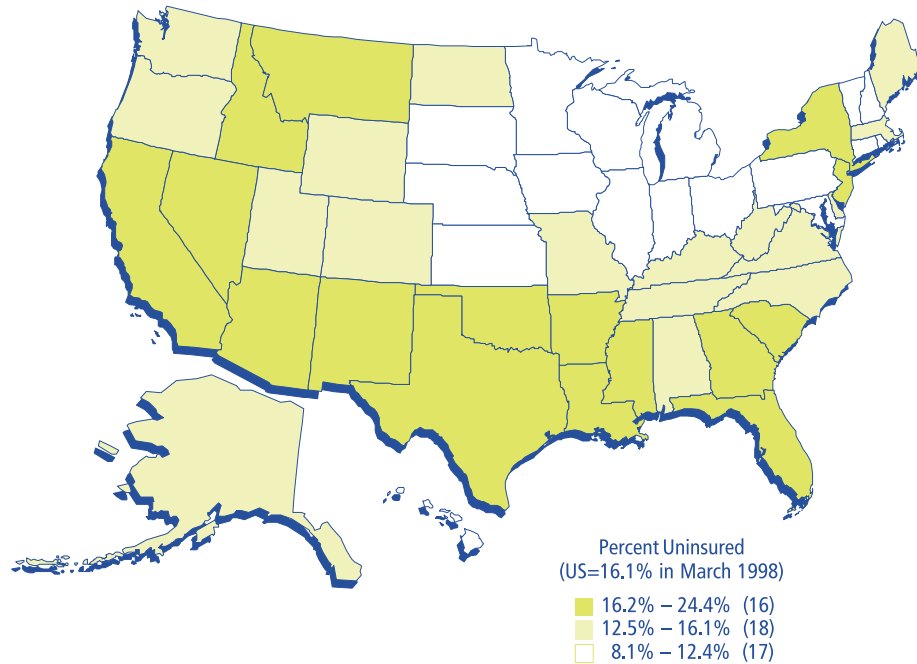 Percent Uninsured
(US=16.1% in March 1998)
16.2% – 24.4% (16)
12.5% – 16.1% (18)
8.1% – 12.4% (17)